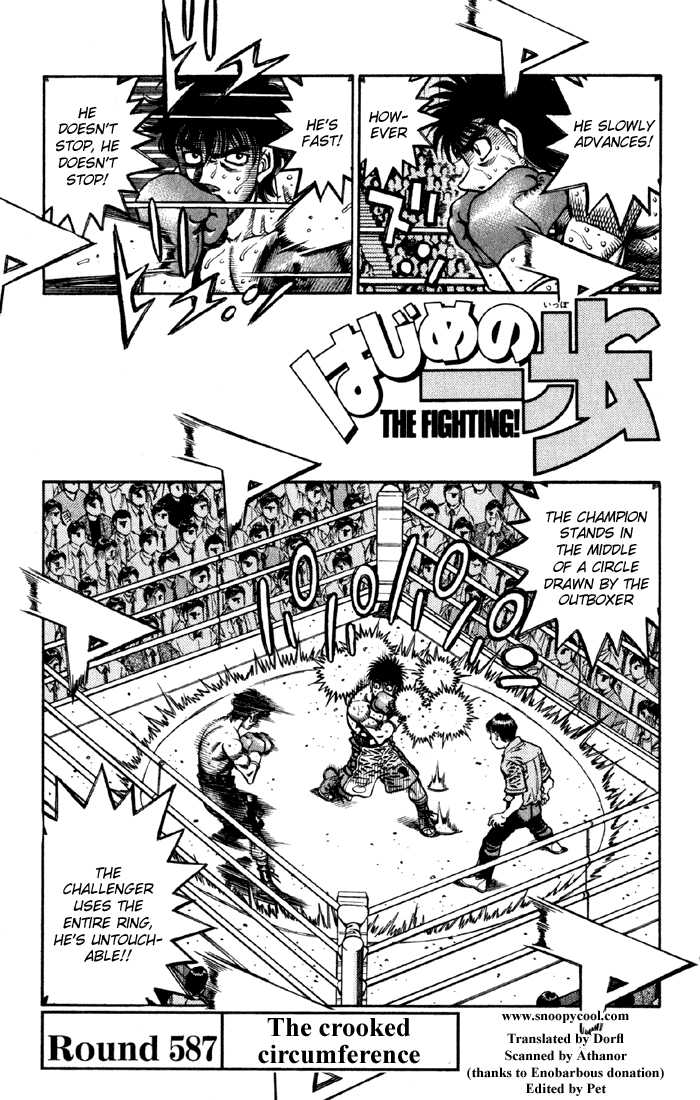 HE SLOWLY
ADVANCES!
HOW-
EVER
HE'S
FAST!
HE
DOESN'T
STOP, HE
DOESN'T
STOP!
いっぽ
はじめの一歩
THE FIGHTING!
THE CHAMPION
STANDS IN
THE MIDDLE
OF A CIRCLE
DRAWN BY THE
OUTBOXER
THE
CHALLENGER
USES THE
ENTIRE RING,
HE'S UNTOUCH-
ABLE!!
Round 587
The crooked
circumference
www.snoopycool.com
Translated by Dorfl
Scanned by Athanor
(thanks to Enobarbous donation)
Edited by Pet